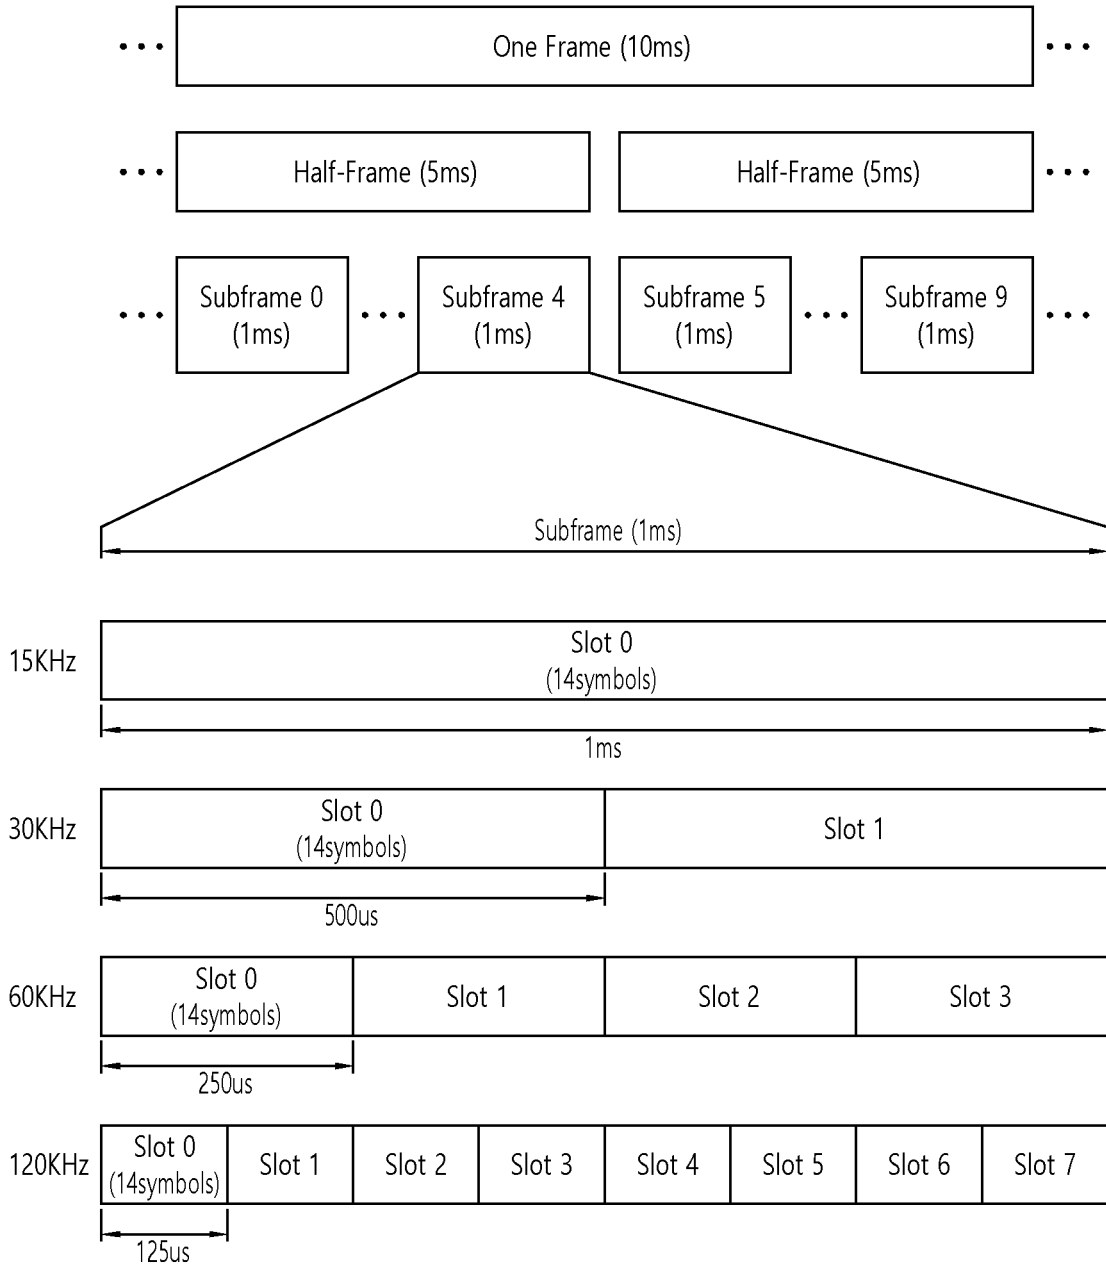 One Frame (10ms)
Half-Frame (5ms)
Half-Frame (5ms)
Subframe 0
(1ms)
Subframe 4
(1ms)
Subframe 5
(1ms)
Subframe 9
(1ms)
Subframe (1ms)
15KHz
Slot 0
(14symbols)
1ms
30KHz
Slot 0
(14symbols)
Slot 1
500us
60KHz
Slot 0
(14symbols)
Slot 1
Slot 2
Slot 3
250us
120KHz
Slot 0
(14symbols)
Slot 1
Slot 2
Slot 3
Slot 4
Slot 5
Slot 6
Slot 7
125us